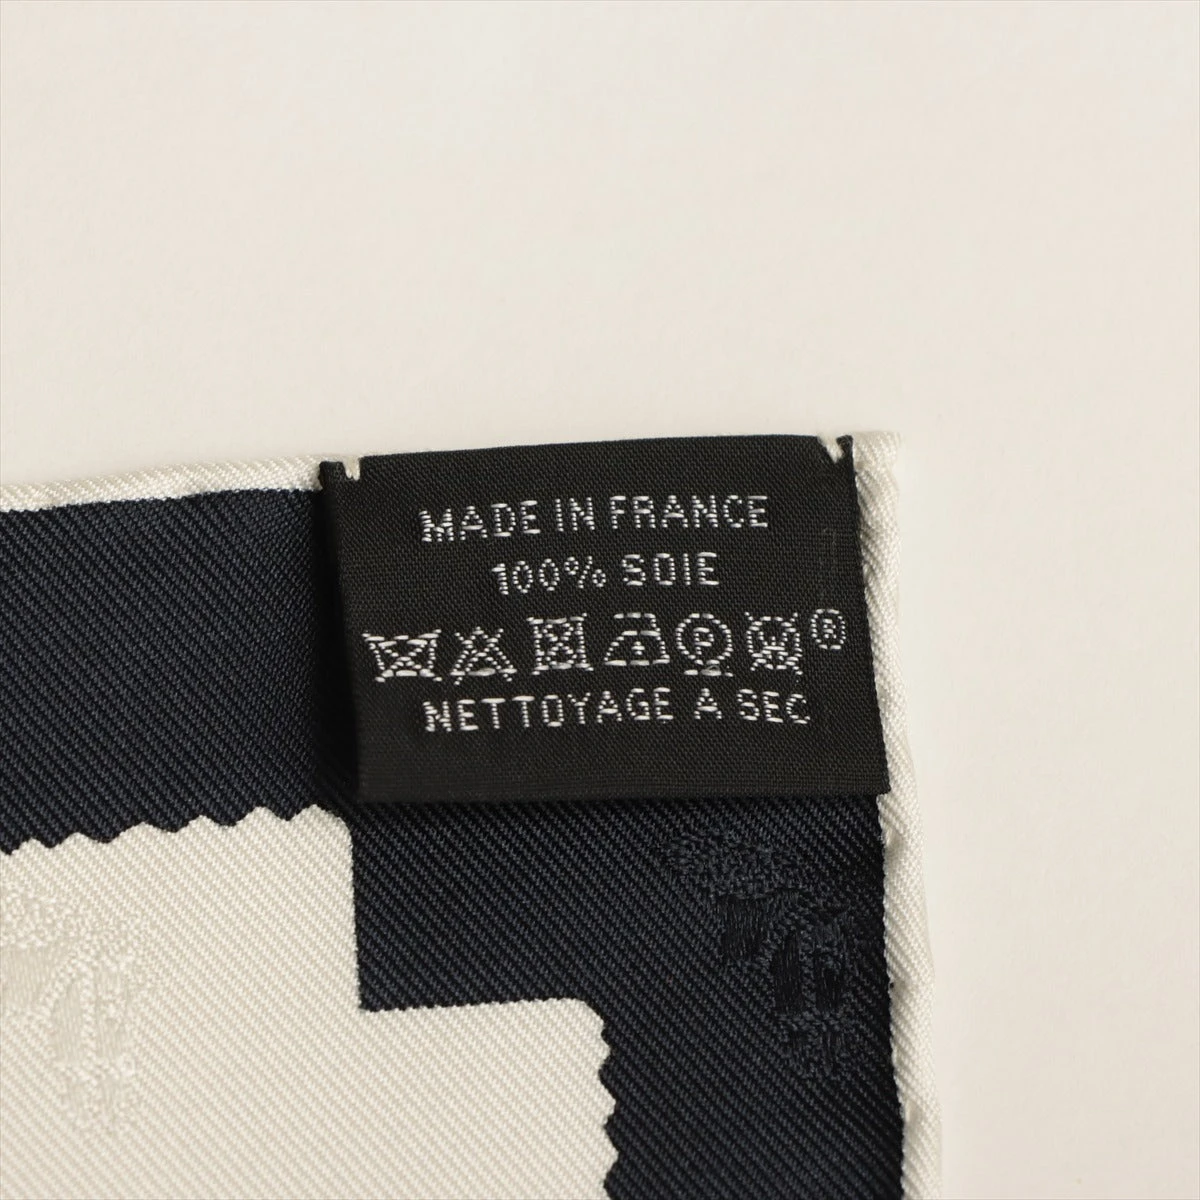 MADE IN FRANCE
100% SOIE
P ®
NETTOYAGE A SEC